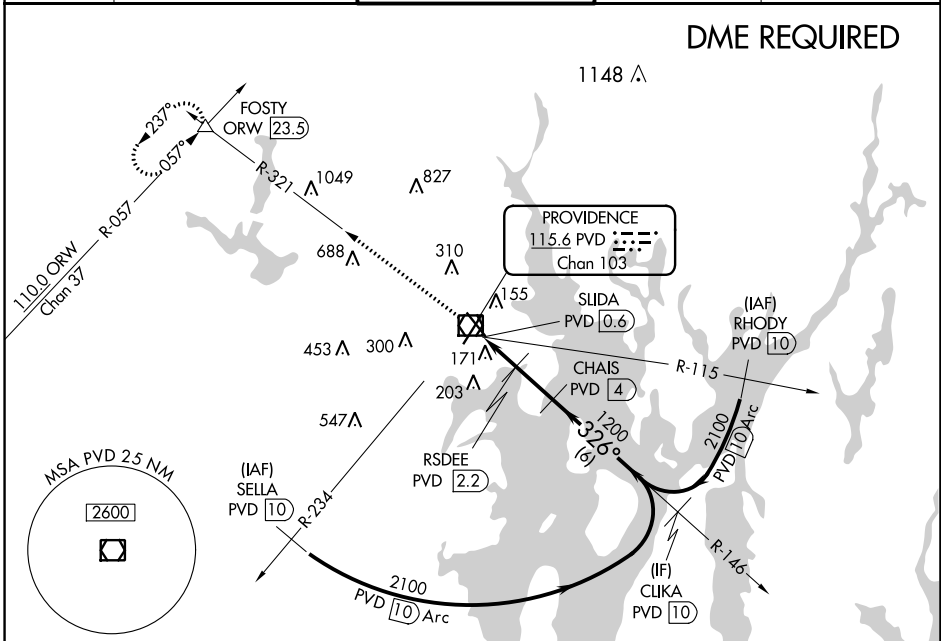 DME REQUIRED
1148
FOSTY
ORW 23.5
237°
057°
R-321
1049
827
R-057
110.0 ORW
Chan 37
PROVIDENCE
115.6 PVD
Chan 103
688
310
155
SLIDA
PVD 0.6
(IAF)
RHODY
PVD 10
453
300
171
R-115
CHAIS
PVD 4
203
547
1200
326°
(6)
2100
PVD 10 Arc
RSDEE
PVD 2.2
MSA PVD 25 NM
2600
(IAF)
SELLA
PVD 10
R-234
R-146
2100
PVD 10 Arc
(IF)
CLIKA
PVD 10